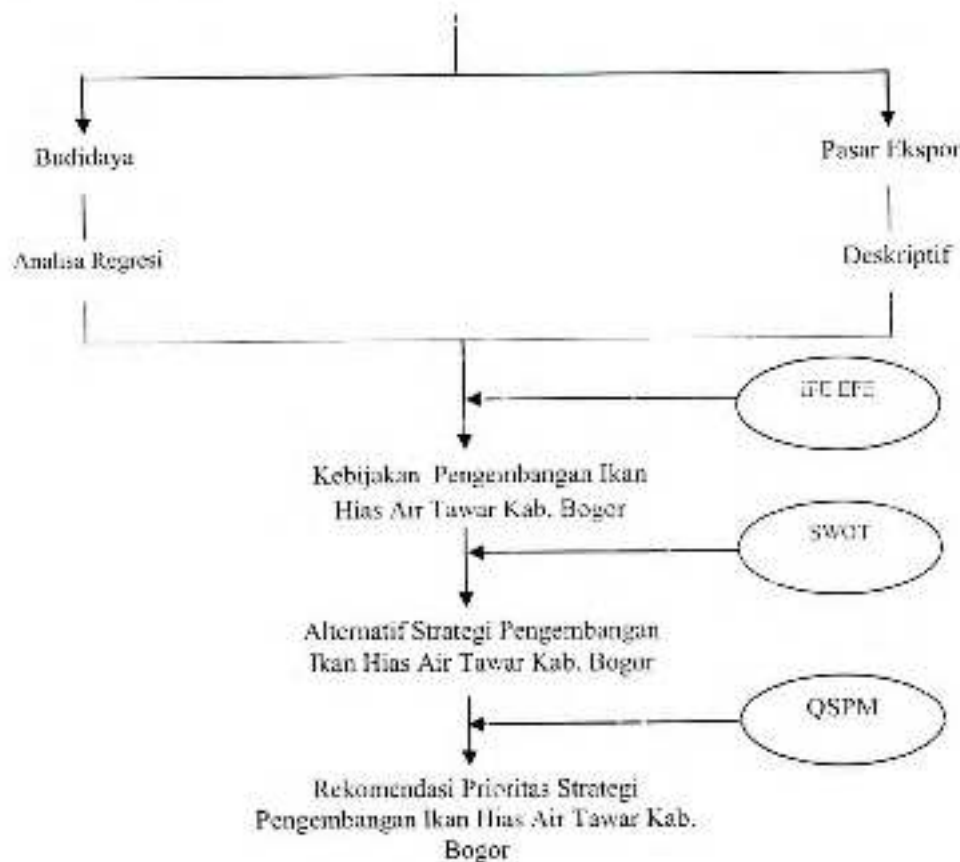 Budidaya
Pasar Ekspor
Analisa Regresi
Deskriptif
IFE EFE
Kebijakan Pengembangan Ikan
Hias Air Tawar Kab. Bogor
SWOT
Alternatif Strategi Pengembangan
Ikan Hias Air Tawar Kab. Bogor
QSPM
Rekomendasi Prioritas Strategi
Pengembangan Ikan Hias Air Tawar Kab.
Bogor